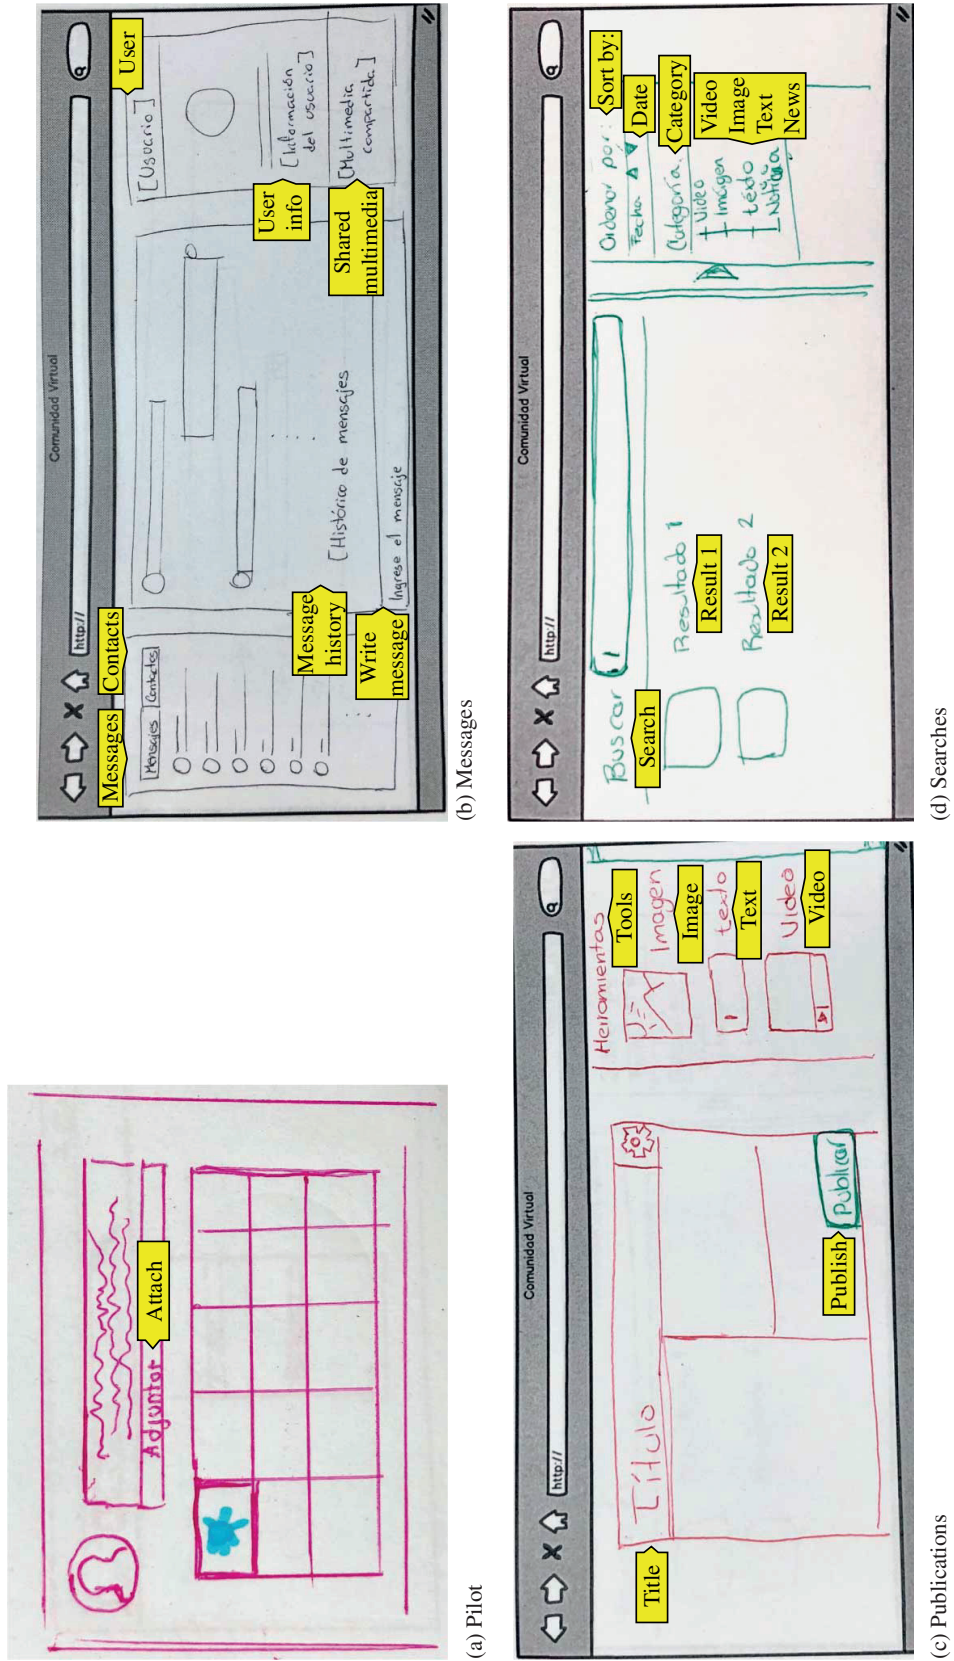 Adjuntar
Attach
(a) Pilot
Comunidad Virtual
http://
Messages
Contacts
Mensajes
Contactos
[Histórico de mensajes]
Message
history
Ingrese el mensaje
Write
message
[Usuario]
User
[Información
del usuario]
User
info
[Multimedia
compartida]
Shared
multimedia
(b) Messages
Comunidad Virtual
http://
Título
Title
Publicar
Publish
Herramientas
Tools
Imagen
Image
texto
Text
Video
Video
(c) Publications
Comunidad Virtual
http://
Buscar
Search
Resultado 1
Result 1
Resultado 2
Result 2
Ordenar por:
Sort by:
Fecha
Date
Categoría
Category
Video
Imagen
texto
Noticia
Video
Image
Text
News
(d) Searches